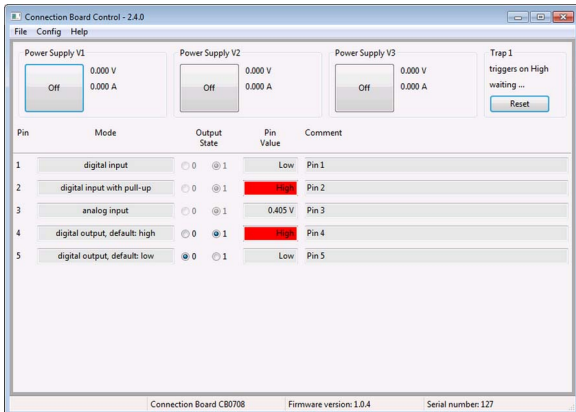 Connection Board Control - 2.4.0
File Config Help
Power Supply V1 Power Supply V2 Power Supply V3 Trap 1
Off 0.000 V 0.000 A Off 0.000 V 0.000 A Off 0.000 V 0.000 A triggers on High
waiting ...
Reset
Pin Mode Output State Pin Value Comment
1 digital input 0 1 Low Pin 1
2 digital input with pull-up 0 1 High Pin 2
3 analog input 0 1 0.405 V Pin 3
4 digital output, default: high 0 1 High Pin 4
5 digital output, default: low 0 1 Low Pin 5
Connection Board CB0708 Firmware version: 1.0.4 Serial number: 127